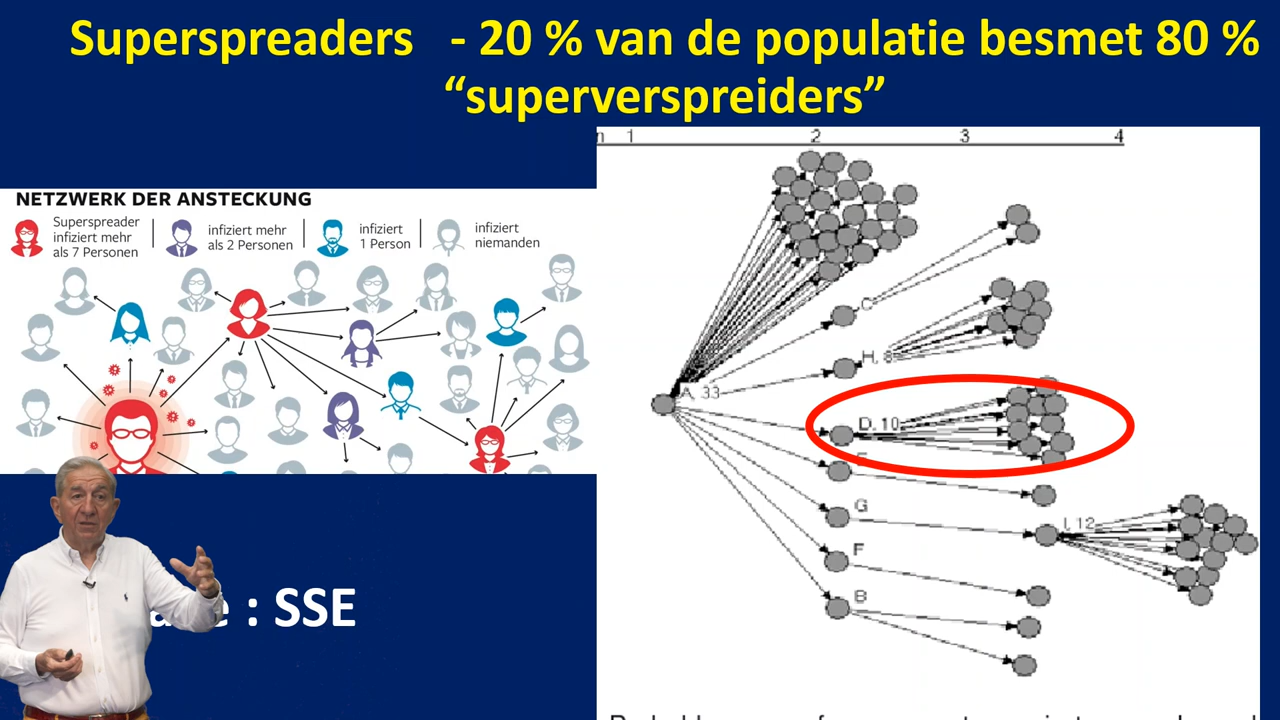 Superspreaders - 20 % van de populatie besmet 80 %
“superverspreiders”
NETZWERK DER ANSTECKUNG
Superspreader
infiziert mehr
als 7 Personen
infiziert mehr
als 2 Personen
infiziert
1 Person
infiziert
niemanden
: SSE
n 1 2 3 4
C
H, 8
A, 33
D, 10
G
I, 12
F
B